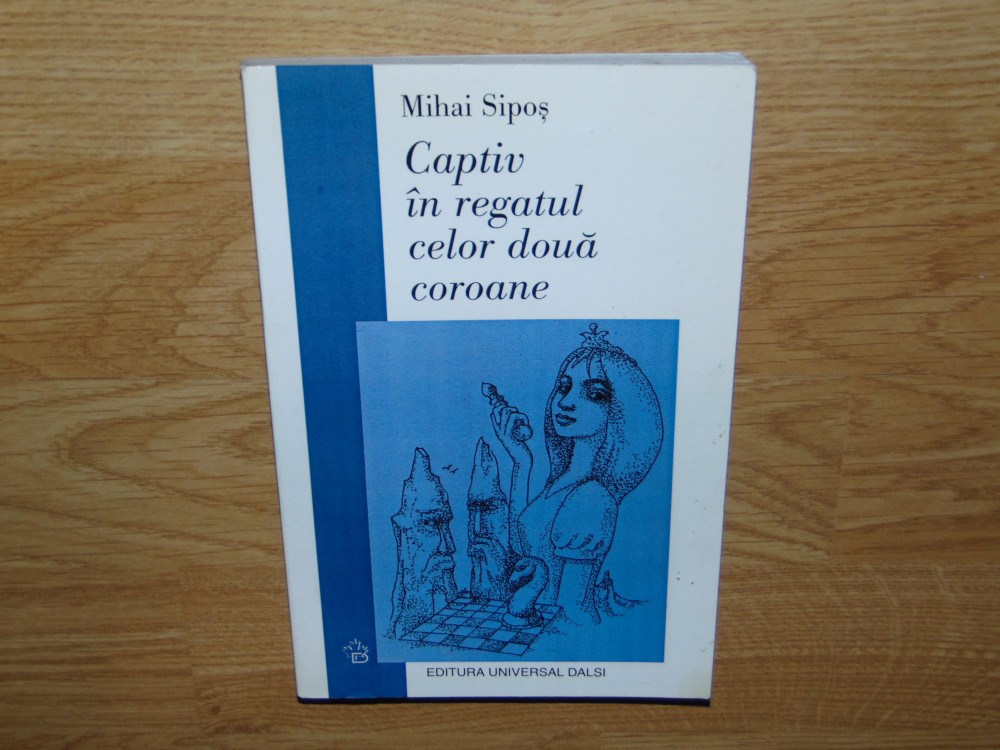 Mihai Sipoș
Captiv
în regatul
celor două
coroane
EDITURA UNIVERSAL DALSI